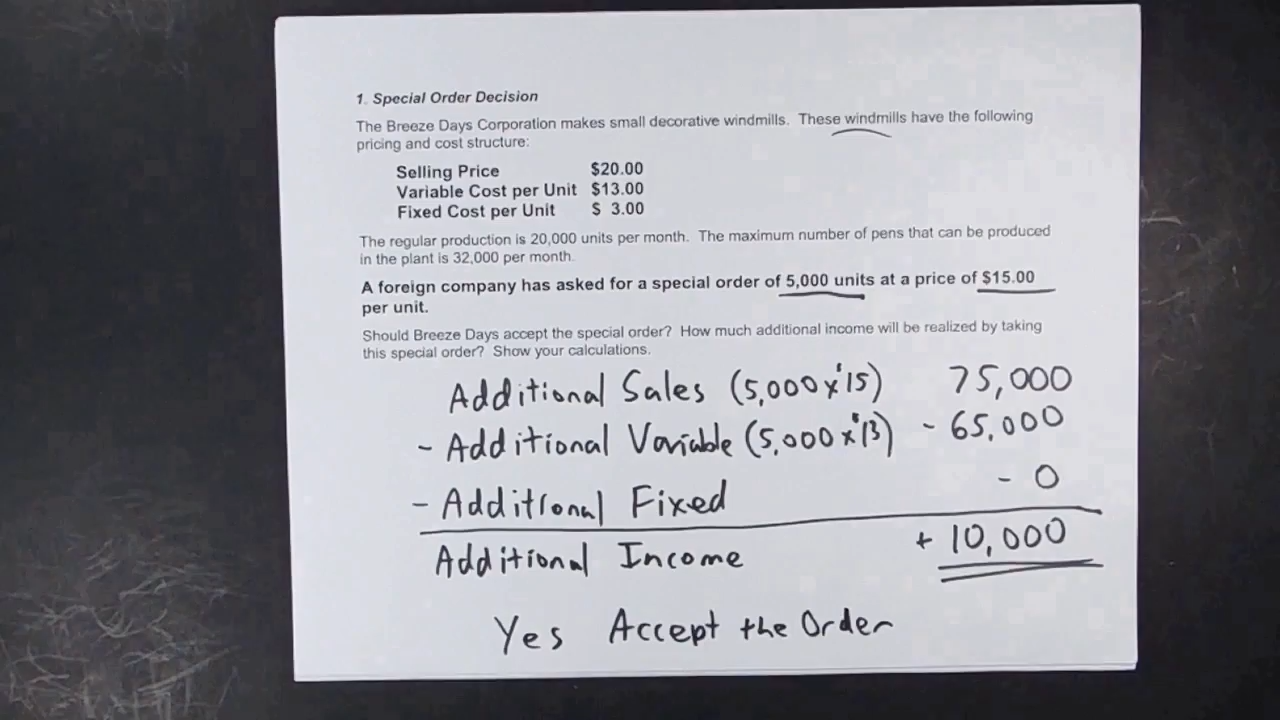 1. Special Order Decision
The Breeze Days Corporation makes small decorative windmills. These windmills have the following
pricing and cost structure:
Selling Price $20.00
Variable Cost per Unit $13.00
Fixed Cost per Unit $ 3.00
The regular production is 20,000 units per month. The maximum number of pens that can be produced
in the plant is 32,000 per month.
A foreign company has asked for a special order of 5,000 units at a price of $15.00
per unit.
Should Breeze Days accept the special order? How much additional income will be realized by taking
this special order? Show your calculations.
Additional Sales (5,000 x $15) 75,000
- Additional Variable (5,000 x $13) - 65,000
- Additional Fixed - 0
Additional Income + 10,000
Yes Accept the Order